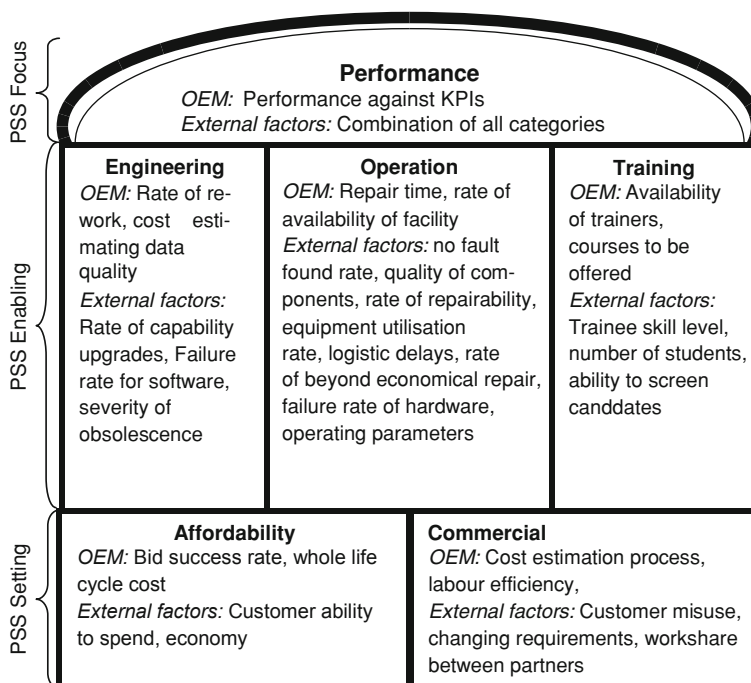 PSS Focus
Performance
OEM: Performance against KPIs
External factors: Combination of all categories
PSS Enabling
Engineering
OEM: Rate of re-
work, cost esti-
mating data
quality
External factors:
Rate of capability
upgrades, Failure
rate for software,
severity of
obsolescence
Operation
OEM: Repair time, rate of
availability of facility
External factors: no fault
found rate, quality of com-
ponents, rate of repairability,
equipment utilisation
rate, logistic delays, rate
of beyond economical repair,
failure rate of hardware,
operating parameters
Training
OEM: Availability
of trainers,
courses to be
offered
External factors:
Trainee skill level,
number of students,
ability to screen
canddates
PSS Setting
Affordability
OEM: Bid success rate, whole life
cycle cost
External factors: Customer ability
to spend, economy
Commercial
OEM: Cost estimation process,
labour efficiency,
External factors: Customer misuse,
changing requirements, workshare
between partners